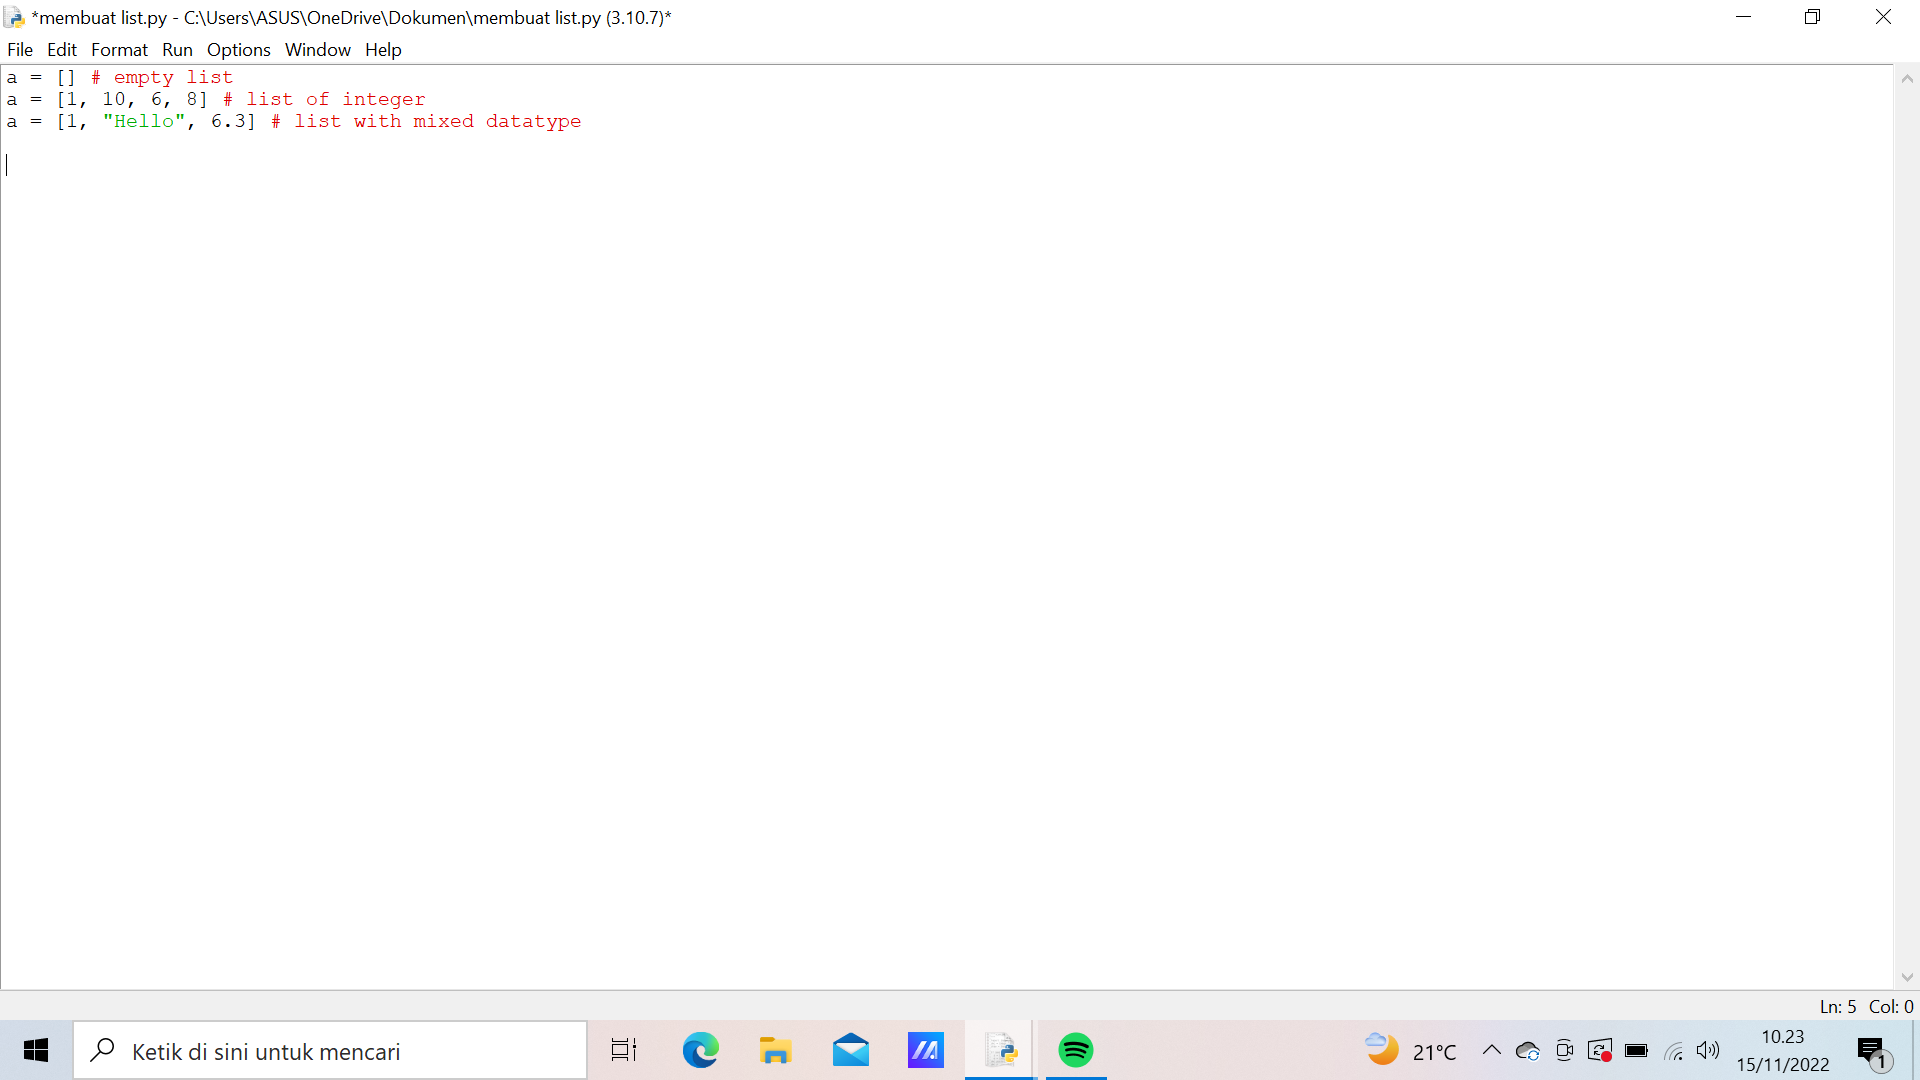 *membuat list.py - C:\Users\ASUS\OneDrive\Dokumen\membuat list.py (3.10.7)*
File Edit Format Run Options Window Help
a = [] # empty list
a = [1, 10, 6, 8] # list of integer
a = [1, "Hello", 6.3] # list with mixed datatype
Ln: 5 Col: 0
Ketik di sini untuk mencari
21°C
10.23
15/11/2022
1